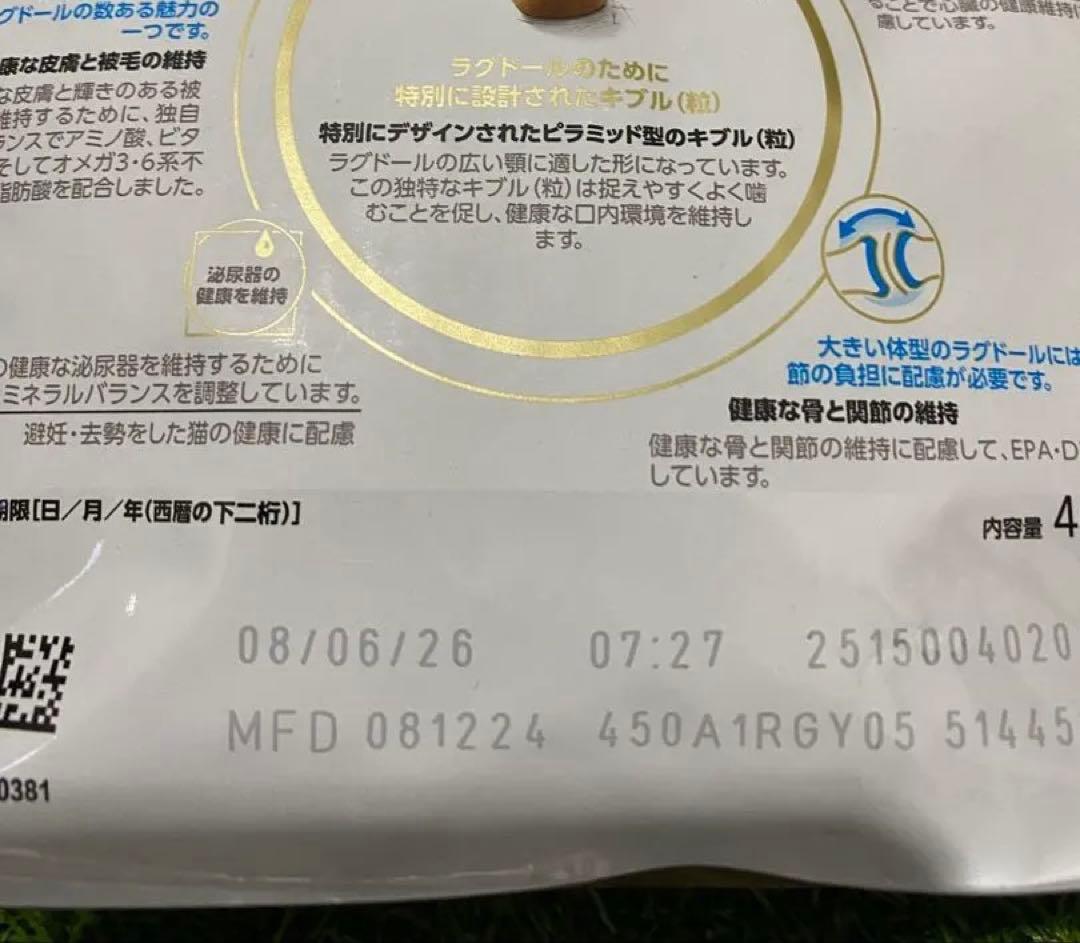 グドールの数ある魅力の
一つです。
康な皮膚と被毛の維持
な皮膚と輝きのある被
維持するために、独自
ランスでアミノ酸、ビタ
そしてオメガ3・6系不
脂肪酸を配合しました。
ることで心臓の健康維持に
慮しています。
ラグドールのために
特別に設計されたキブル(粒)
特別にデザインされたピラミッド型のキブル(粒)
ラグドールの広い顎に適した形になっています。
この独特なキブル(粒)は捉えやすくよく噛
むことを促し、健康な口内環境を維持し
ます。
泌尿器の
健康を維持
の健康な泌尿器を維持するために
ミネラルバランスを調整しています。
避妊・去勢をした猫の健康に配慮
大きい体型のラグドールには
節の負担に配慮が必要です。
健康な骨と関節の維持
健康な骨と関節の維持に配慮して、EPA・D
しています。
期限[日/月/年(西暦の下二桁)]
内容量 4
08/06/26 07:27 2515004020
MFD 081224 450A1RGY05 51445
0381